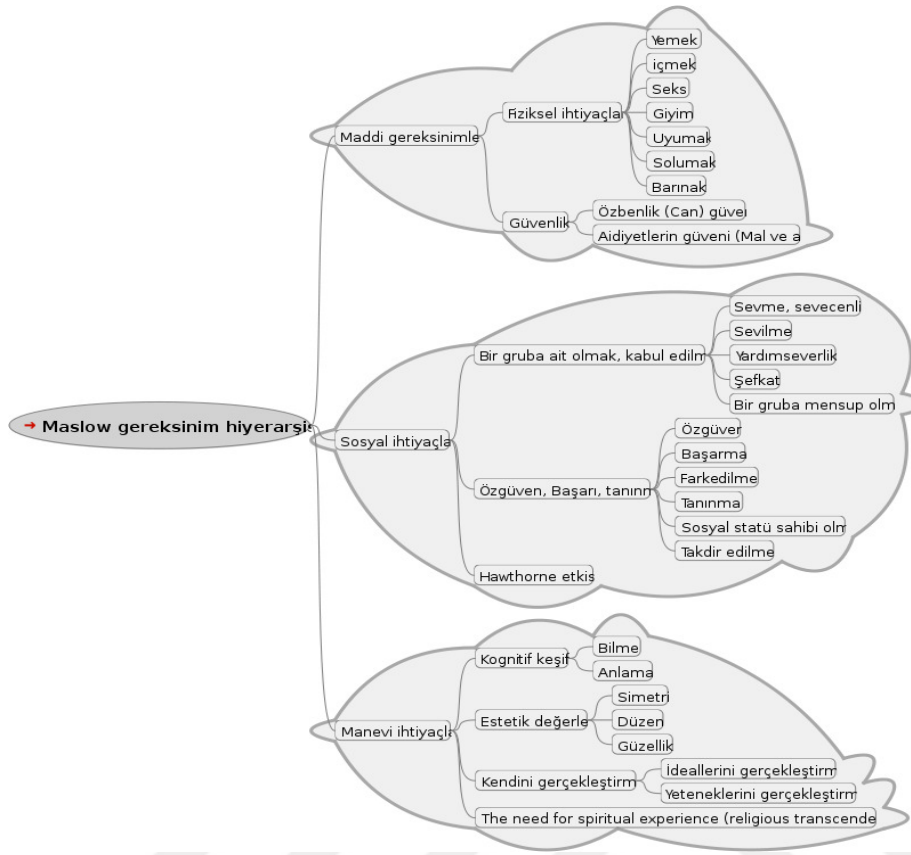 Maslow gereksinim hiyerarşis
Maddi gereksinimle
Fiziksel ihtiyaçla
Yemek
içmek
Seks
Giyim
Uyumak
Solumak
Barınak
Güvenlik
Özbenlik (Can) güve
Aidiyetlerin güveni (Mal ve a
Sosyal ihtiyaçla
Bir gruba ait olmak, kabul edilm
Sevme, sevecenli
Sevilme
Yardımseverlik
Şefkat
Bir gruba mensup olm
Özgüven, Başarı, tanınm
Özgüver
Başarma
Farkedilme
Tanınma
Sosyal statü sahibi olm
Takdir edilme
Hawthorne etkis
Manevi ihtiyaçla
Kognitif keşif
Bilme
Anlama
Estetik değerle
Simetri
Düzen
Güzellik
Kendini gerçekleştirm
İdeallerini gerçekleştirm
Yeteneklerini gerçekleştirm
The need for spiritual experience (religious transcende